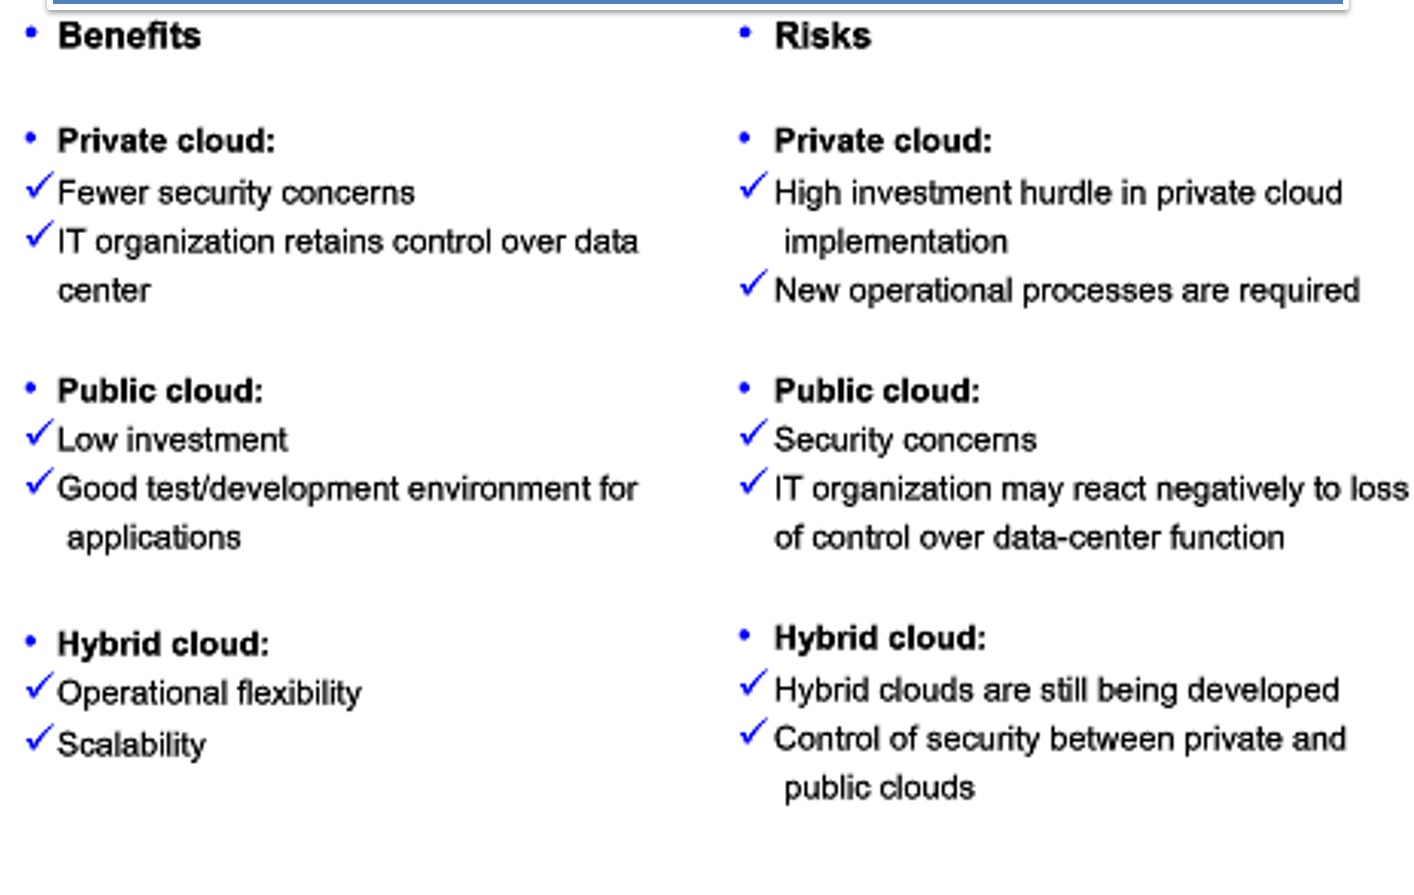 Benefits
Private cloud:
Fewer security concerns
IT organization retains control over data
center
Public cloud:
Low investment
Good test/development environment for
applications
Hybrid cloud:
Operational flexibility
Scalability
Risks
Private cloud:
High investment hurdle in private cloud
implementation
New operational processes are required
Public cloud:
Security concerns
IT organization may react negatively to loss
of control over data-center function
Hybrid cloud:
Hybrid clouds are still being developed
Control of security between private and
public clouds